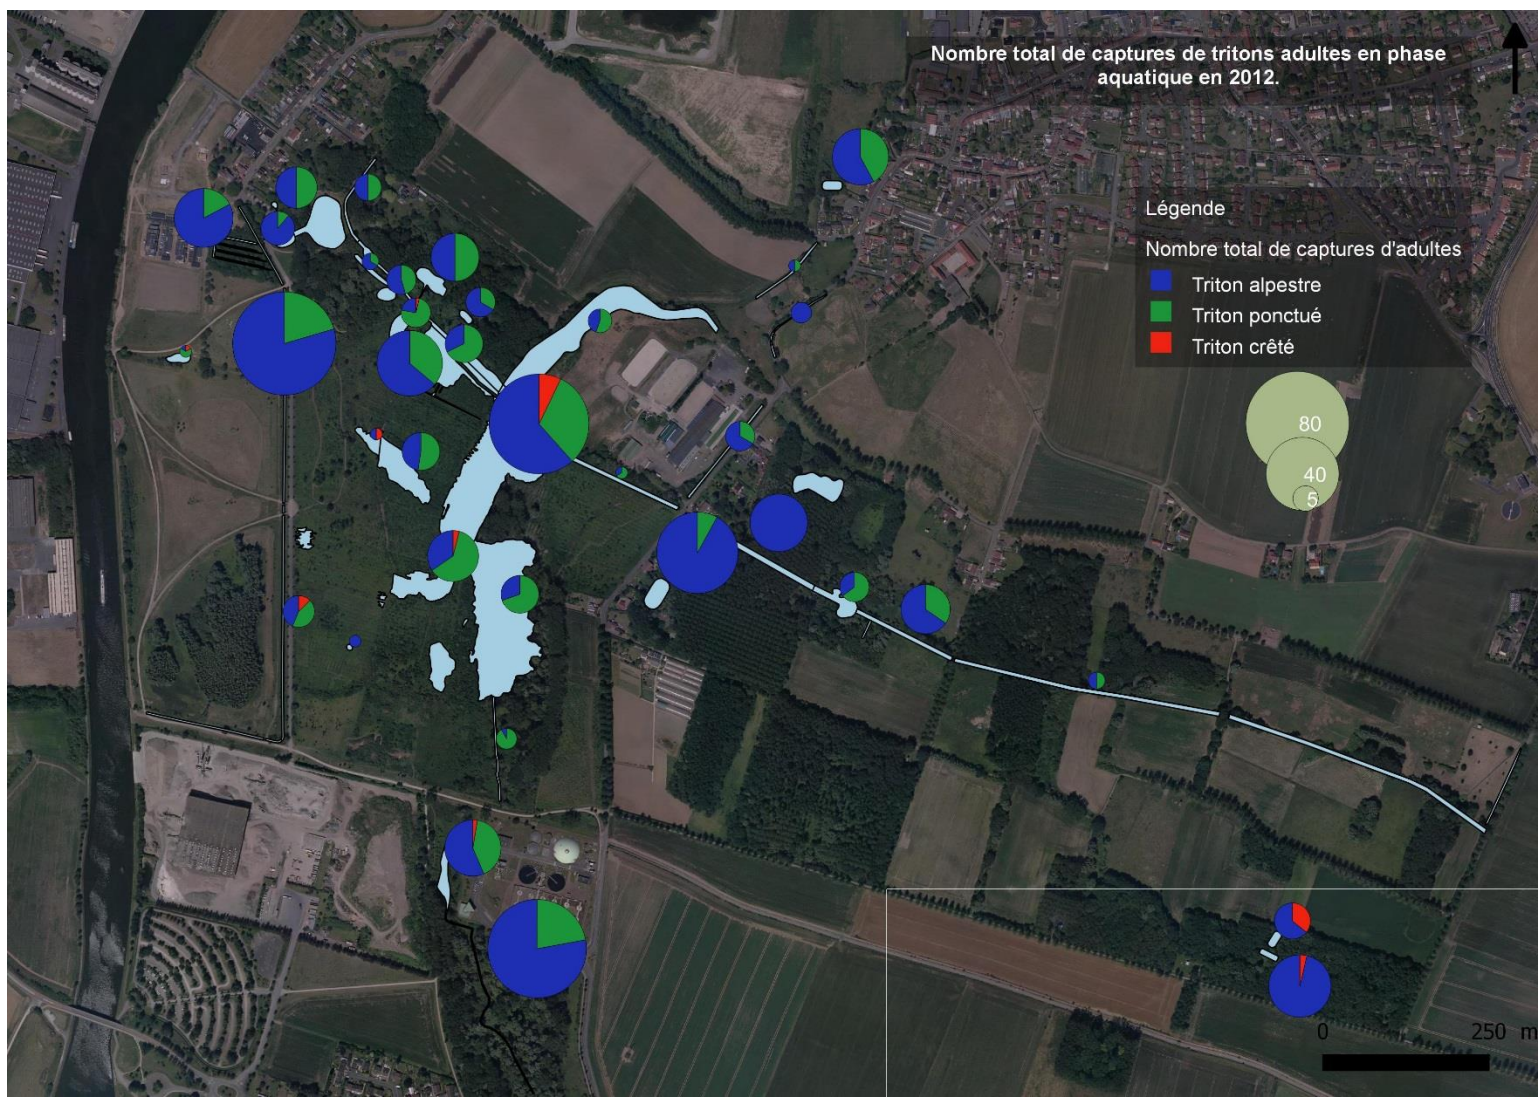 Nombre total de captures de tritons adultes en phase
aquatique en 2012.
Légende
Nombre total de captures d'adultes
Triton alpestre
Triton ponctué
Triton crêté
80
40
5
0 250 m